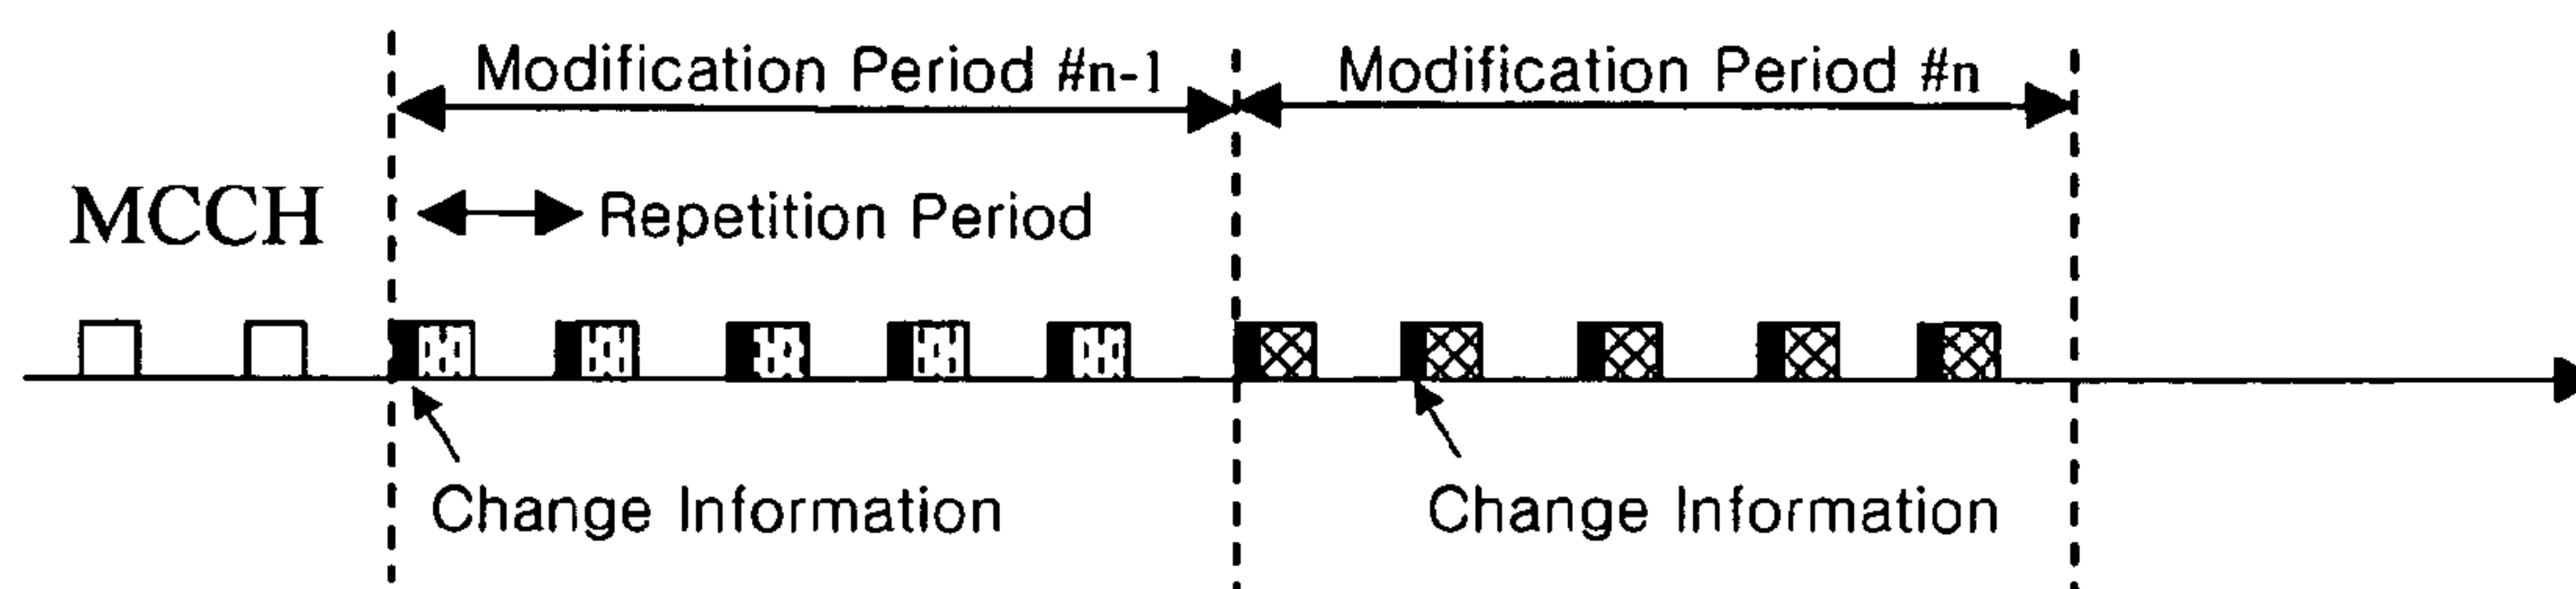 Modification Period #n-1
Modification Period #n
MCCH
Repetition Period
Change Information
Change Information